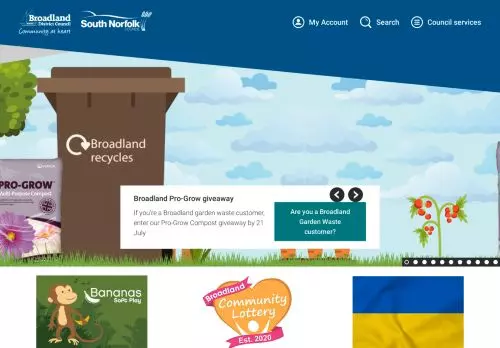 Broadland
District Council
Community at heart
South Norfolk
COUNCIL
My Account
Search
Council services
Broadland
recycles
PRO-GROW
Multi-Purpose Compost
Broadland Pro-Grow giveaway
If you're a Broadland garden waste customer,
enter our Pro-Grow Compost giveaway by 21
July
Are you a Broadland
Garden Waste
customer?
Bananas
Soft Play
Broadland
Community
Lottery
Est. 2020